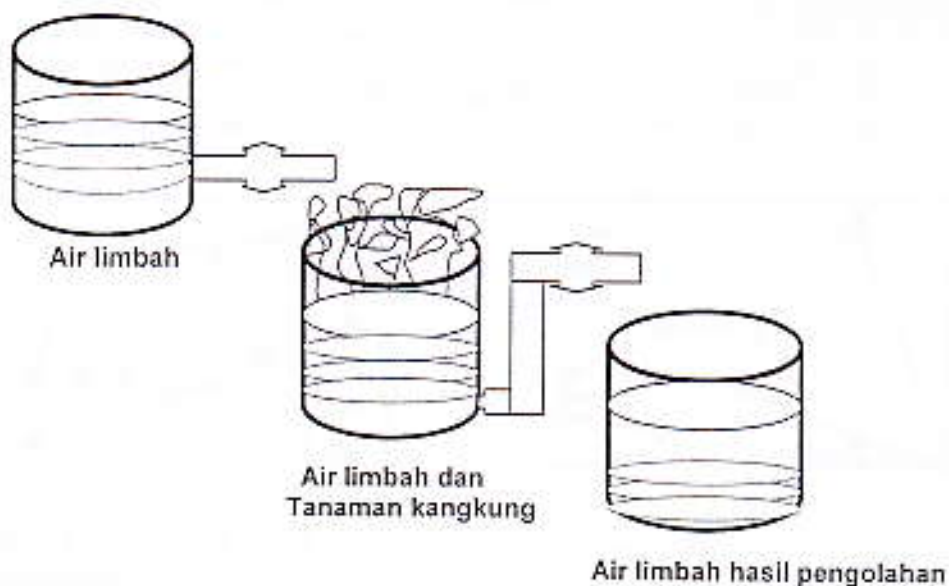 Air limbah
Air limbah dan
Tanaman kangkung
Air limbah hasil pengolahan